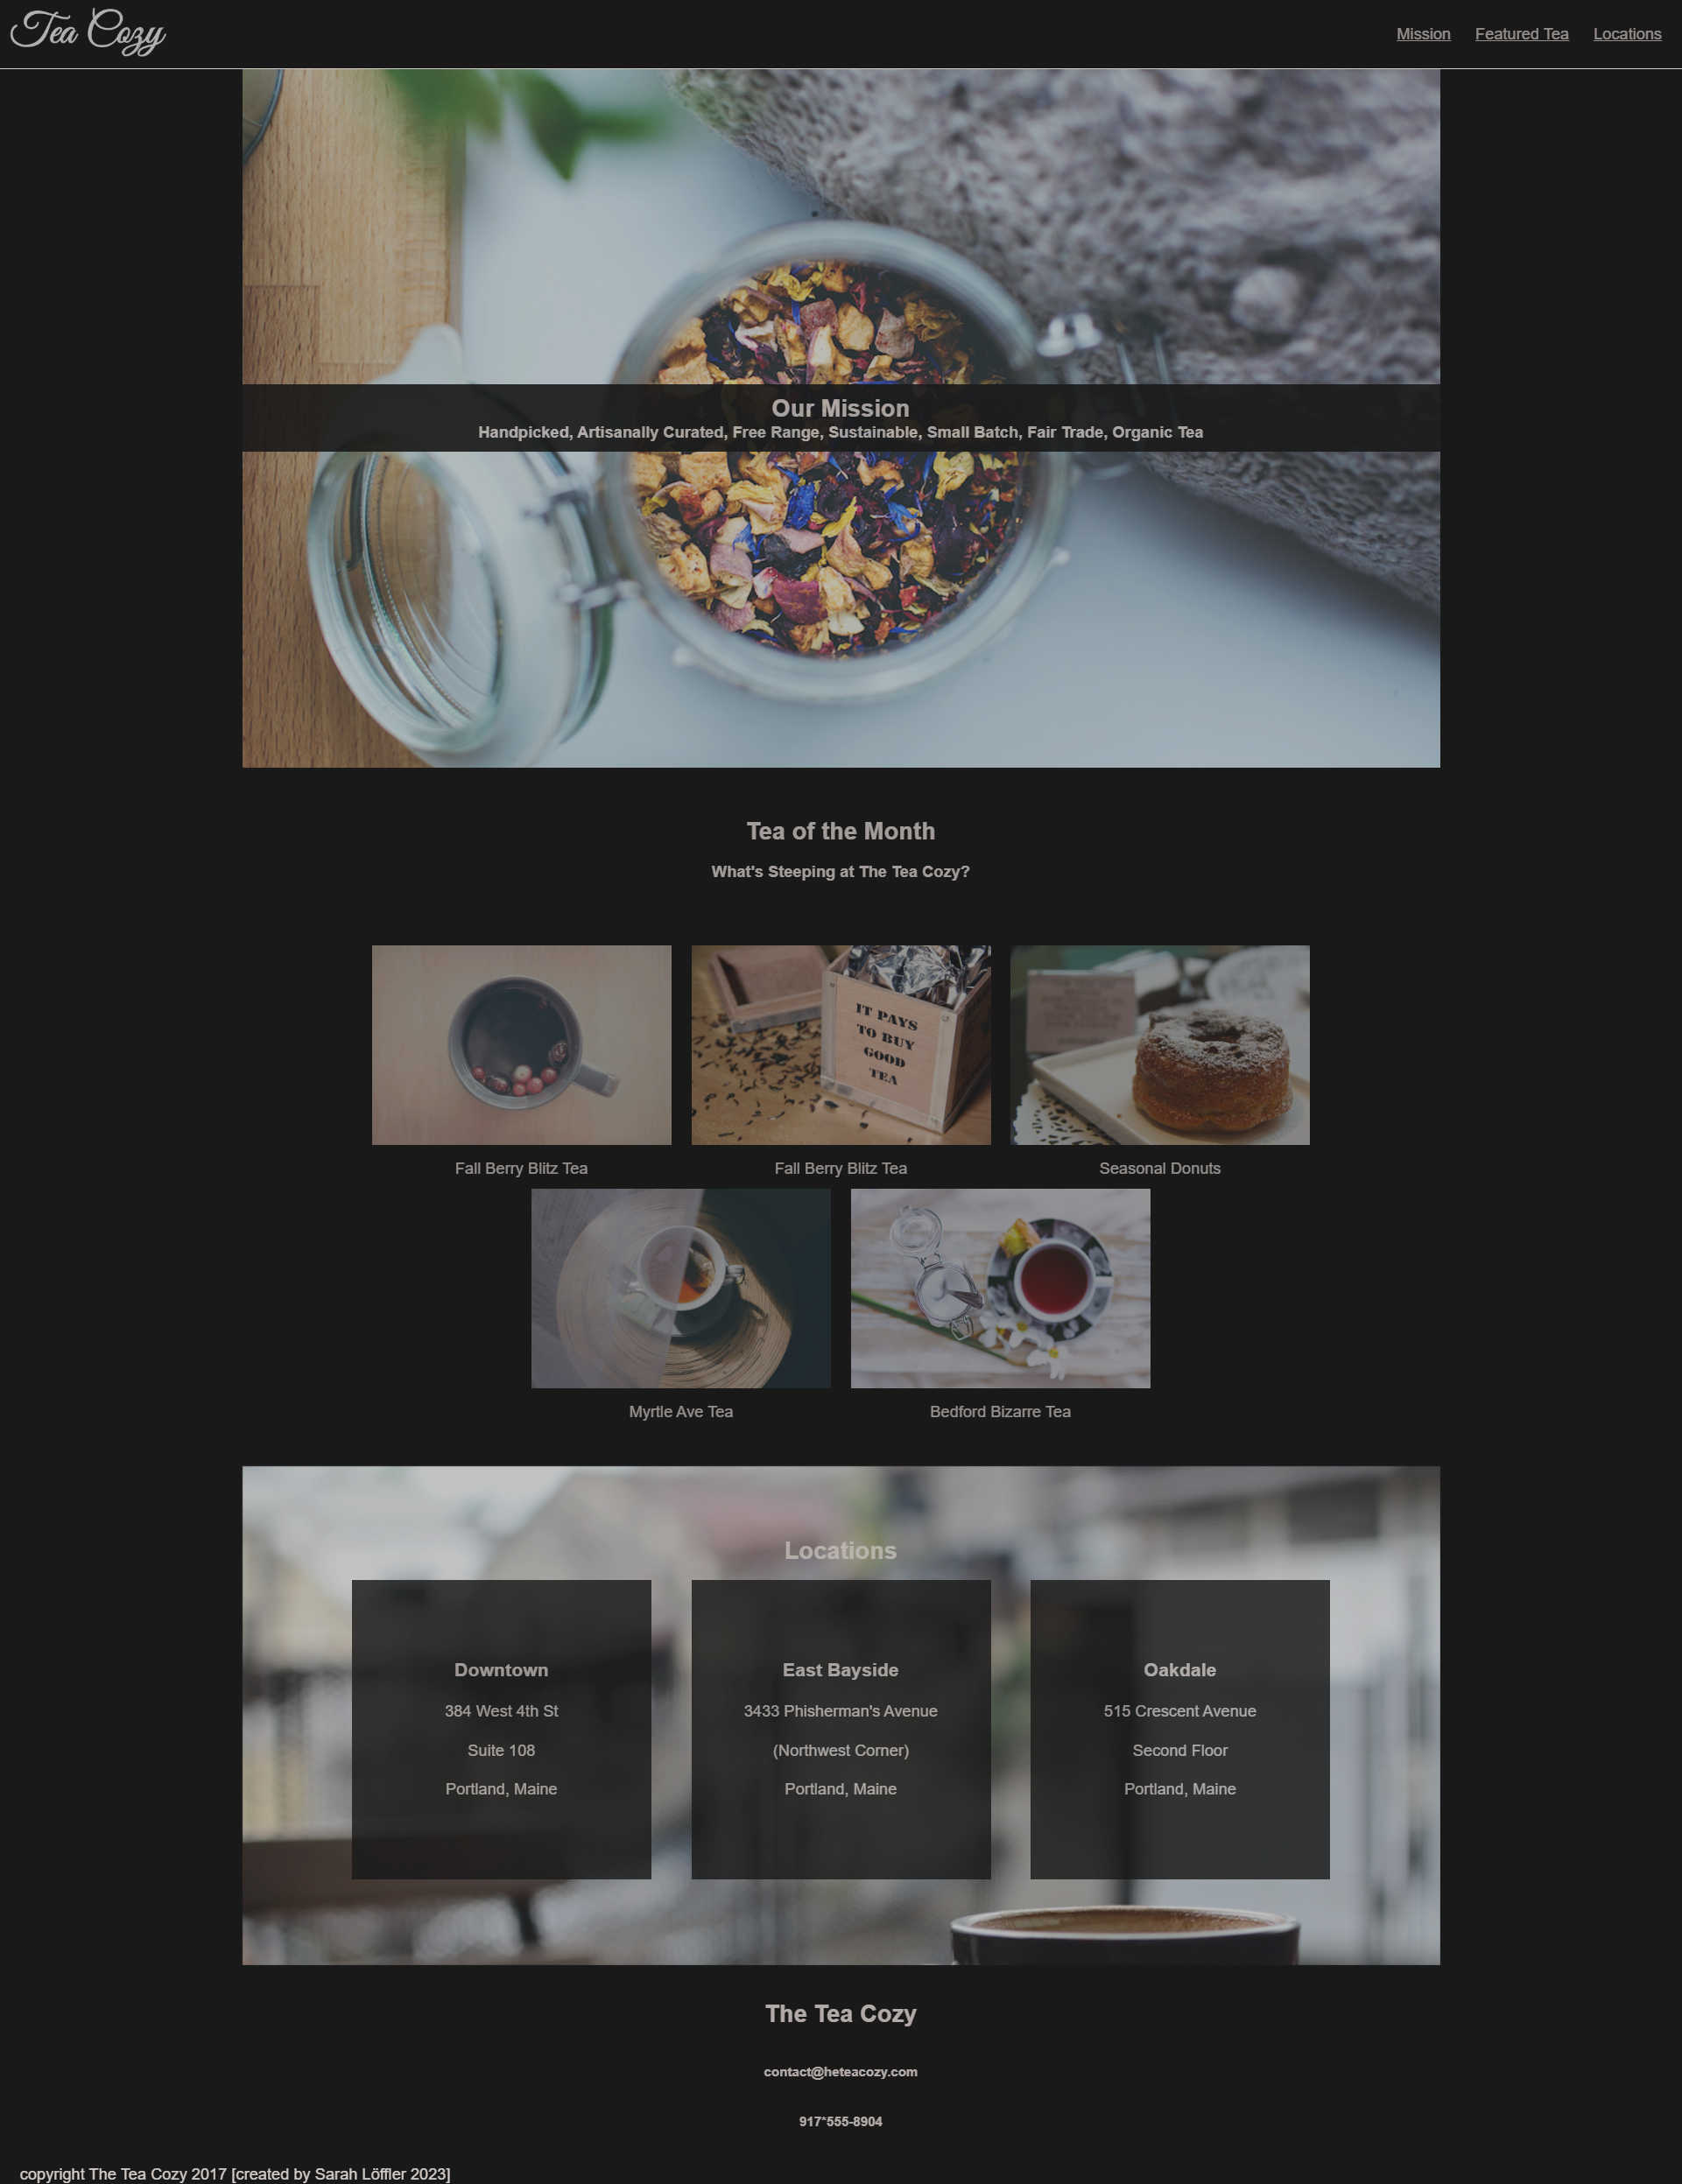 Tea Cozy
Mission Featured Tea Locations
Our Mission
Handpicked, Artisanally Curated, Free Range, Sustainable, Small Batch, Fair Trade, Organic Tea
Tea of the Month
What's Steeping at The Tea Cozy?
IT PAYS
TO BUY
GOOD
TEA
Fall Berry Blitz Tea
Fall Berry Blitz Tea
Seasonal Donuts
Myrtle Ave Tea
Bedford Bizarre Tea
Locations
Downtown
384 West 4th St
Suite 108
Portland, Maine
East Bayside
3433 Phisherman's Avenue
(Northwest Corner)
Portland, Maine
Oakdale
515 Crescent Avenue
Second Floor
Portland, Maine
The Tea Cozy
contact@heteacozy.com
917*555-8904
copyright The Tea Cozy 2017 [created by Sarah Löffler 2023]